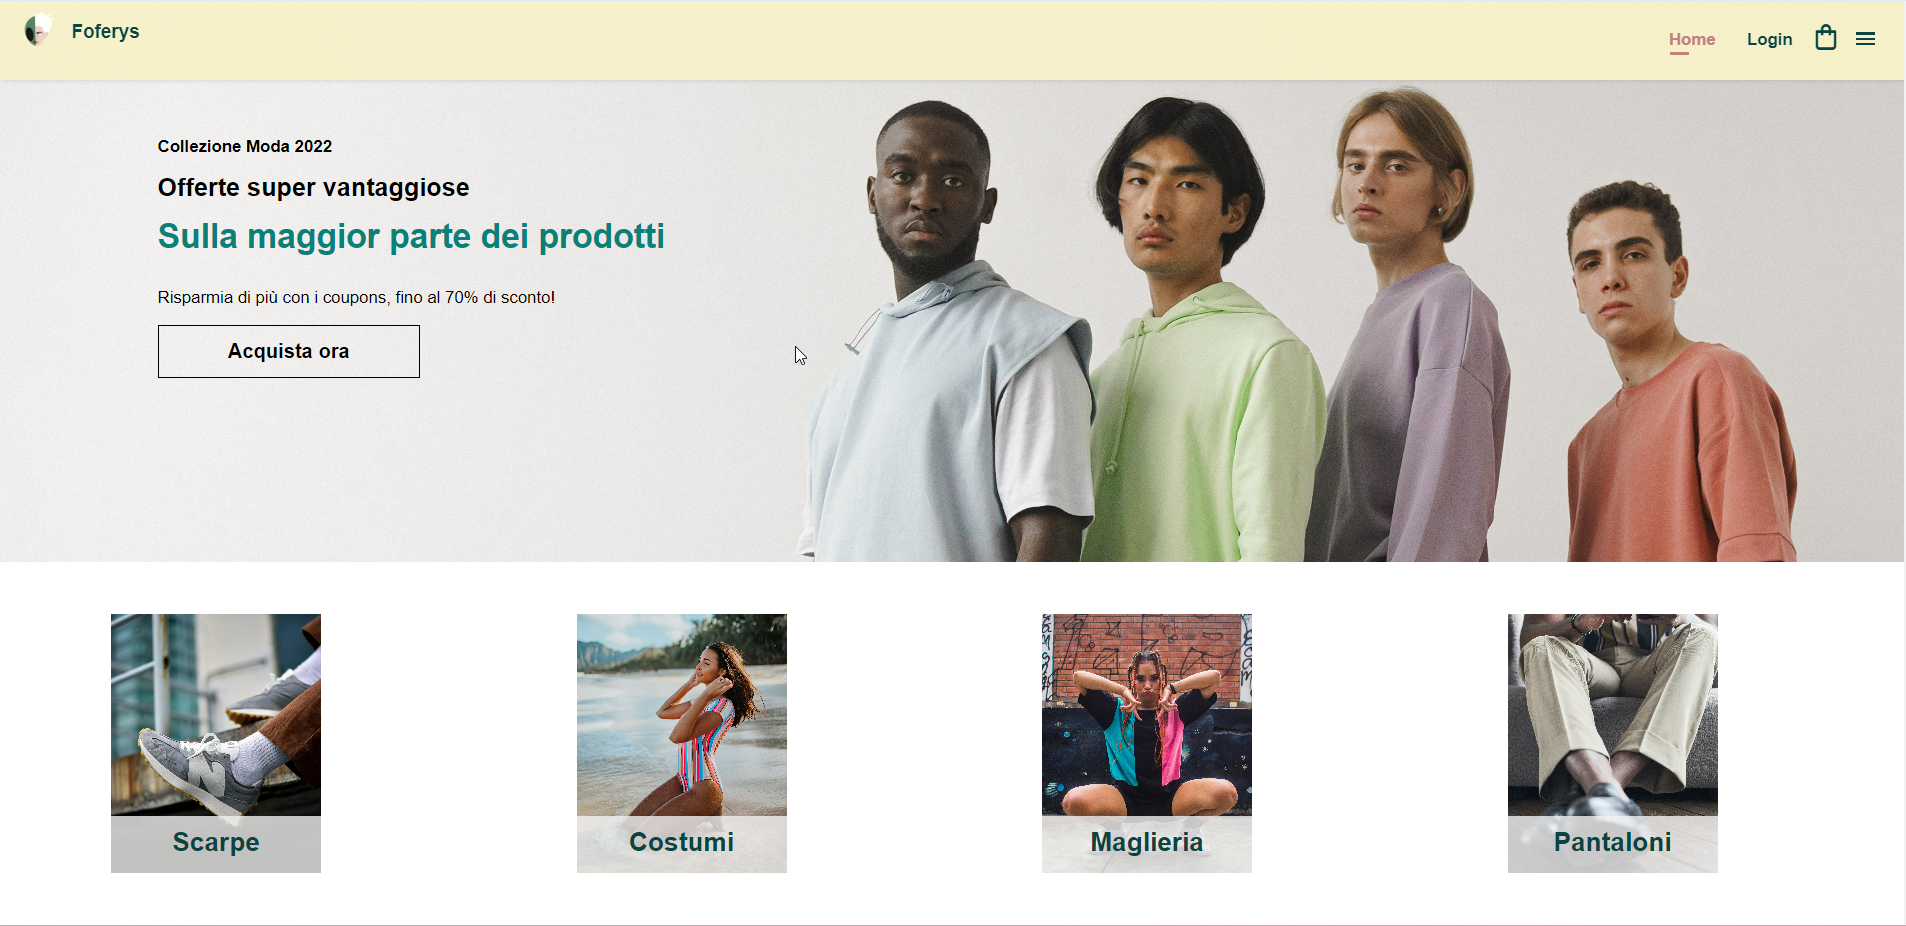 Foferys
Home
Login
Collezione Moda 2022
Offerte super vantaggiose
Sulla maggior parte dei prodotti
Risparmia di più con i coupons, fino al 70% di sconto!
Acquista ora
Scarpe
Costumi
Maglieria
Pantaloni